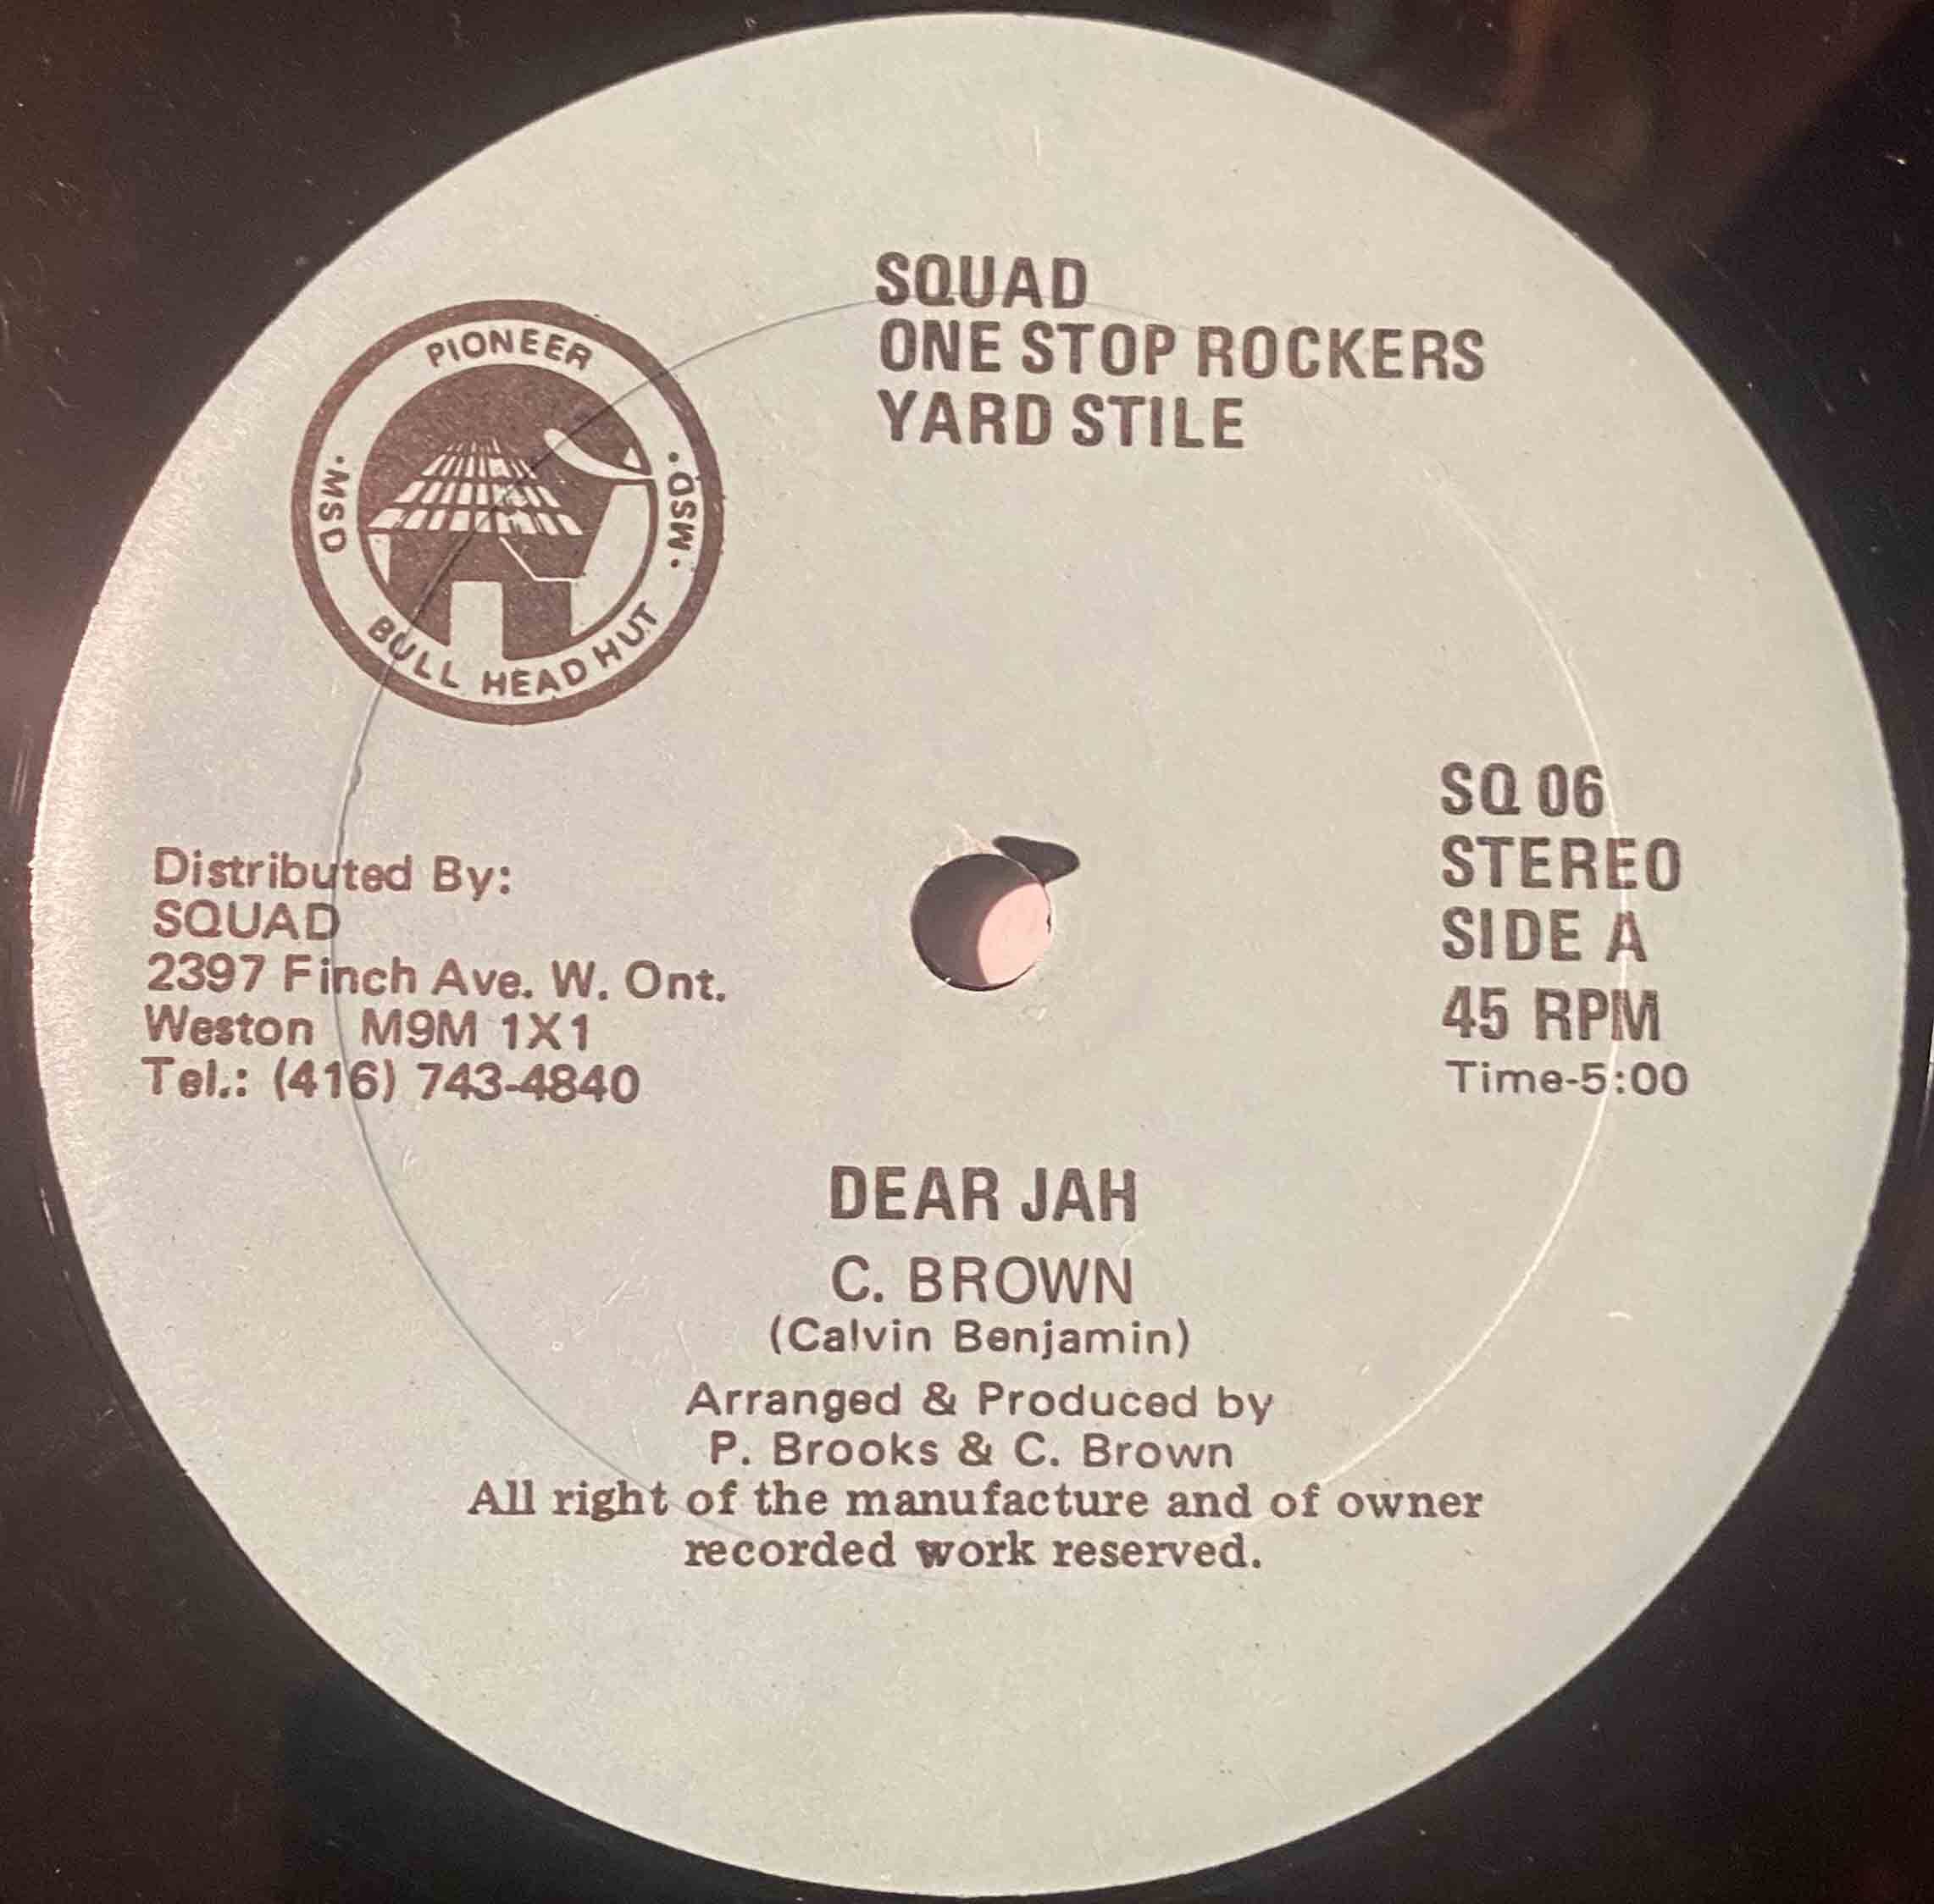 SQUAD
ONE STOP ROCKERS
YARD STILE
PIONEER
·MSD
·MSD·
BULL HEAD HUT
SQ 06
STEREO
SIDE A
45 RPM
Time-5:00
Distributed By:
SQUAD
2397 Finch Ave. W. Ont.
Weston M9M 1X1
Tel.: (416) 743-4840
DEAR JAH
C. BROWN
(Calvin Benjamin)
Arranged & Produced by
P. Brooks & C. Brown
All right of the manufacture and of owner
recorded work reserved.